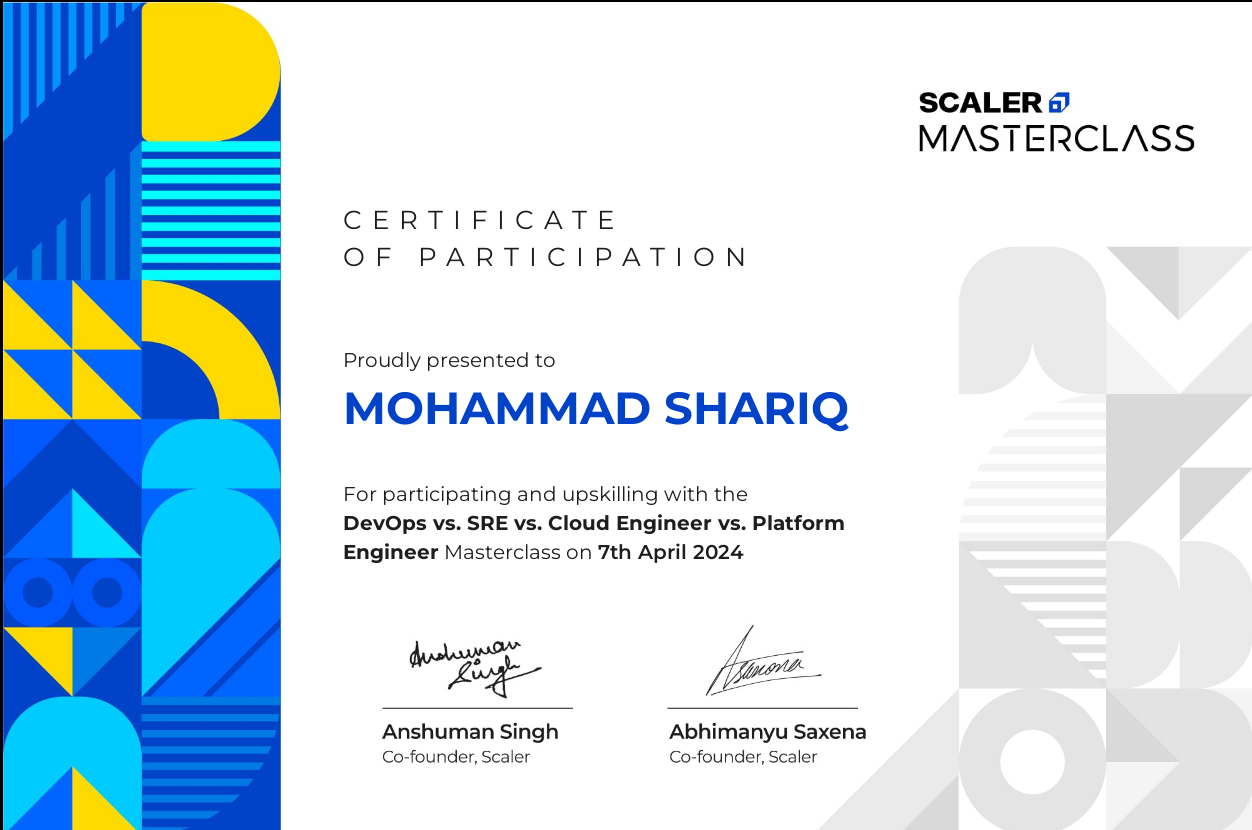 SCALER
MASTERCLASS
CERTIFICATE
OF PARTICIPATION
Proudly presented to
MOHAMMAD SHARIQ
For participating and upskilling with the
DevOps vs. SRE vs. Cloud Engineer vs. Platform
Engineer Masterclass on 7th April 2024
Anshuman Singh
Anshuman Singh
Co-founder, Scaler
Abhimanyu Saxena
Co-founder, Scaler